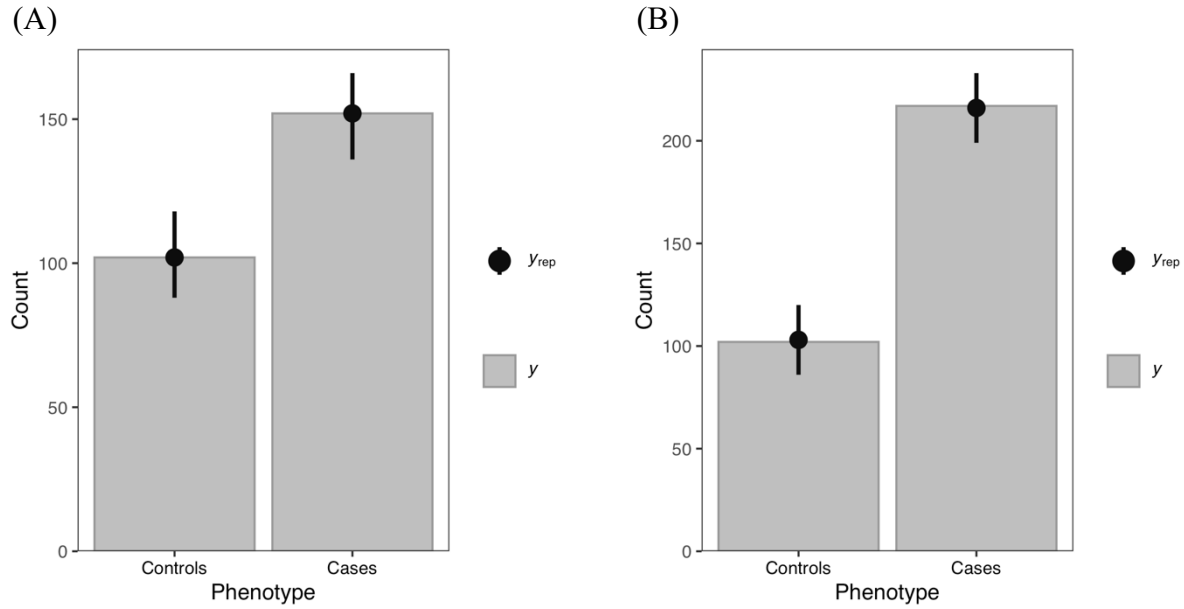 (A)
150
100
50
0
Count
Controls
Cases
Phenotype
yrep
y
(B)
200
150
100
50
0
Count
Controls
Cases
Phenotype
yrep
y